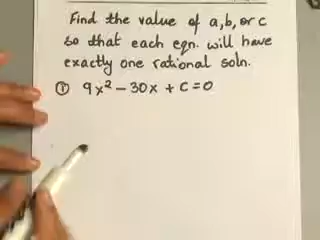 Find the value of a, b, or c
so that each eqn. will have
exactly one rational soln.
① 9x² - 30x + c = 0